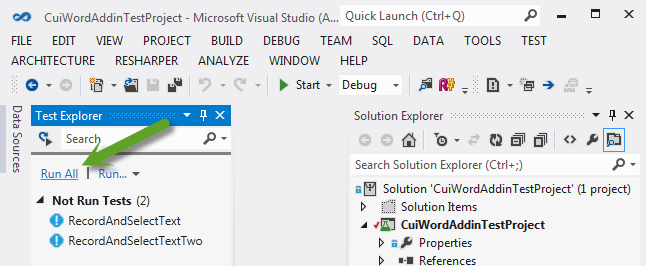 CuiWordAddinTestProject - Microsoft Visual Studio (A...
Quick Launch (Ctrl+Q)
FILE EDIT VIEW PROJECT BUILD DEBUG TEAM SQL DATA TOOLS TEST
ARCHITECTURE RESHARPER ANALYZE WINDOW HELP
Start Debug
Data Sources
Test Explorer
Search
Run All | Run...
Not Run Tests (2)
RecordAndSelectText
RecordAndSelectTextTwo
Solution Explorer
Search Solution Explorer (Ctrl+;)
Solution 'CuiWordAddinTestProject' (1 project)
Solution Items
CuiWordAddinTestProject
Properties
References